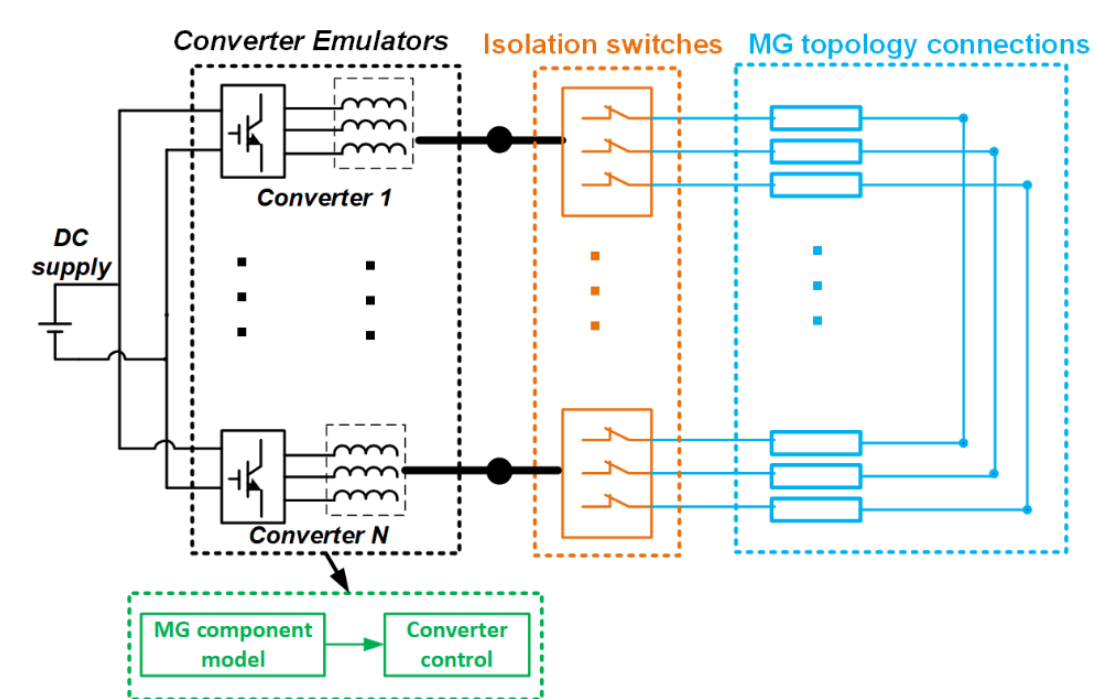 Converter Emulators
Isolation switches
MG topology connections
Converter 1
DC
supply
Converter N
MG component
model
Converter
control